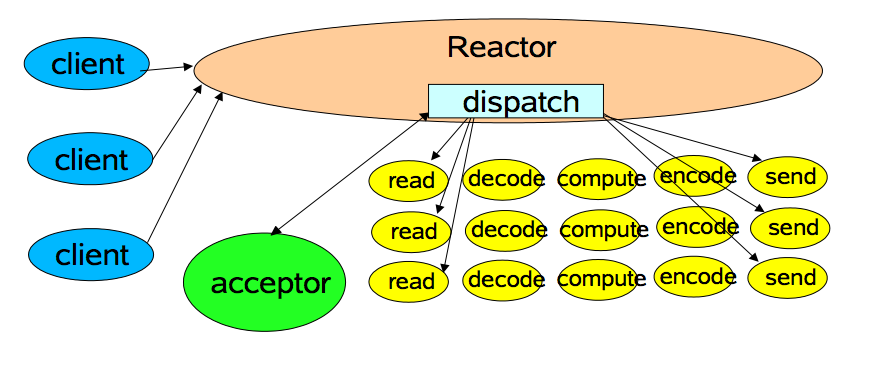 Reactor
client
dispatch
client
read decode compute encode send
read decode compute encode send
client
acceptor
read decode compute encode send